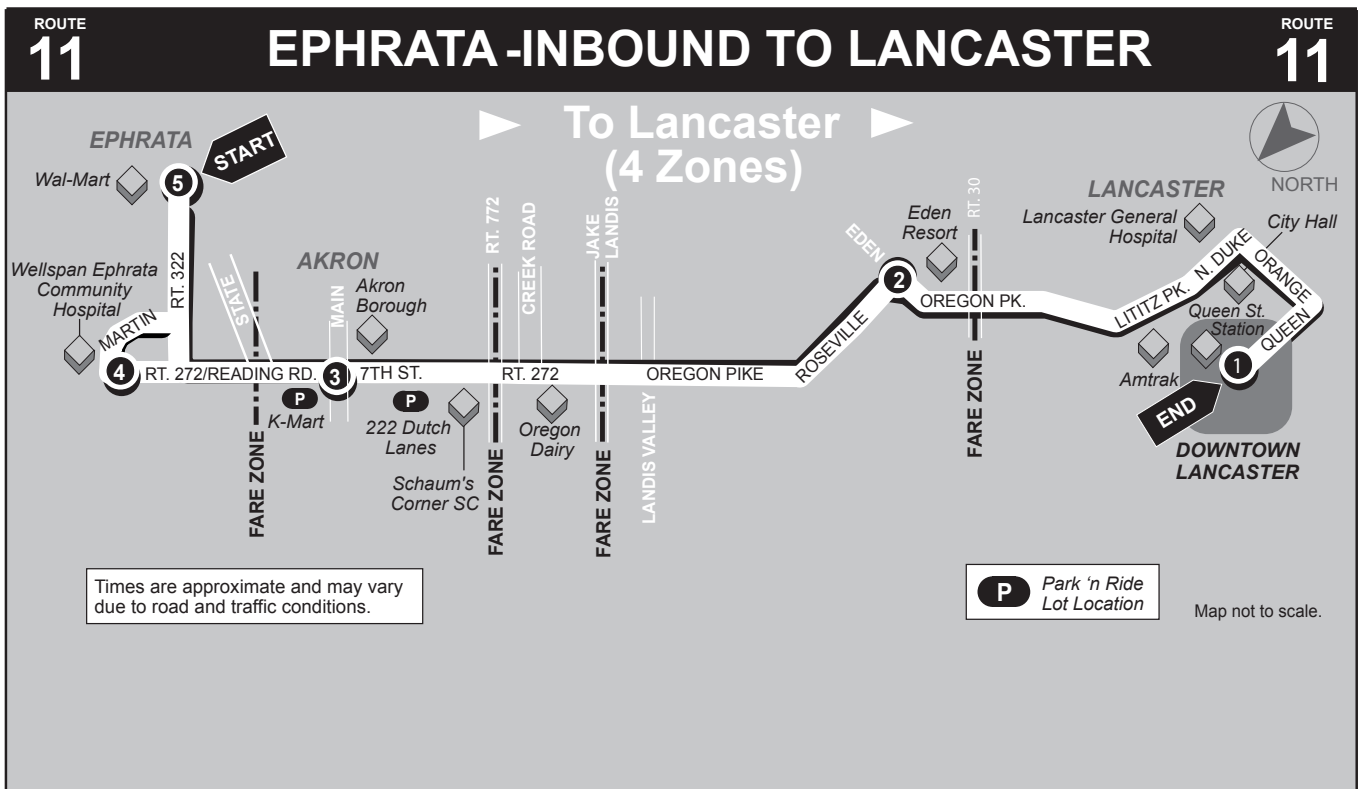 ROUTE
11
EPHRATA-INBOUND TO LANCASTER
ROUTE
11
To Lancaster
(4 Zones)
EPHRATA
START
Wal-Mart
5
RT. 322
Wellspan Ephrata
Community
Hospital
MARTIN
4
STATE
RT. 272/READING RD.
FARE ZONE
AKRON
MAIN
Akron
Borough
3
P
K-Mart
7TH ST.
P
222 Dutch
Lanes
Schaum's
Corner SC
RT. 772
FARE ZONE
CREEK ROAD
RT. 272
Oregon
Dairy
JAKE
LANDIS
FARE ZONE
LANDIS VALLEY
OREGON PIKE
ROSEVILLE
EDEN
2
Eden
Resort
OREGON PK.
RT. 30
FARE ZONE
NORTH
LANCASTER
Lancaster General
Hospital
City Hall
LITITZ PK.
N. DUKE
ORANGE
QUEEN
Queen St.
Station
Amtrak
1
END
DOWNTOWN
LANCASTER
Times are approximate and may vary
due to road and traffic conditions.
P
Park ‘n Ride
Lot Location
Map not to scale.